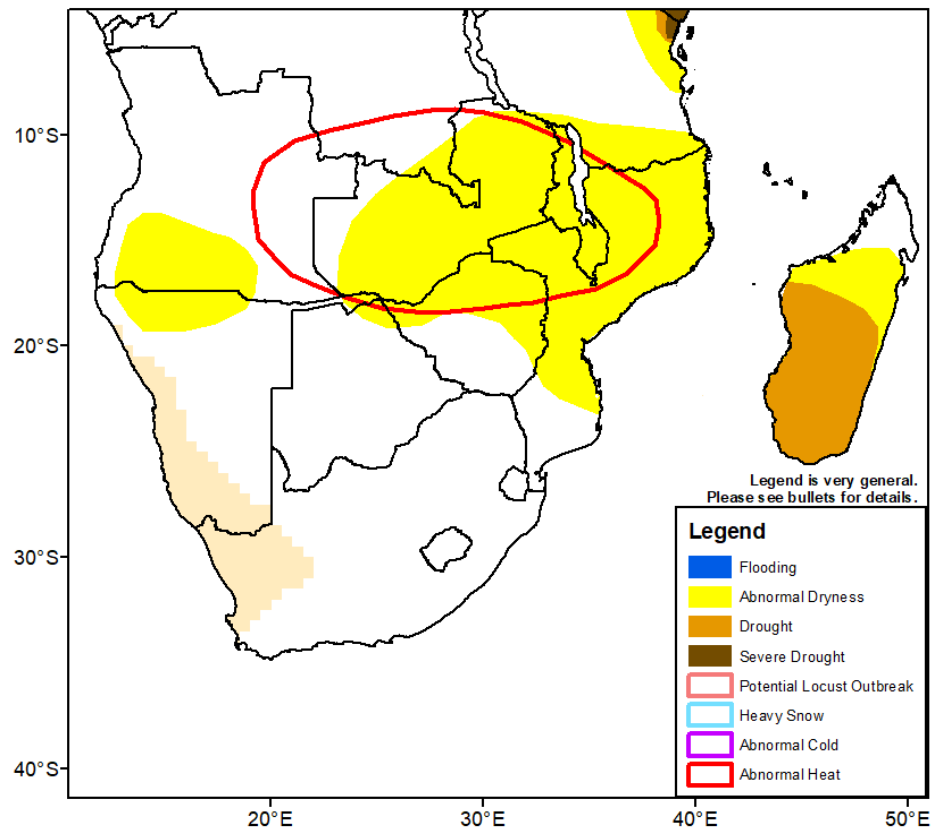 10°S
20°S
30°S
40°S
20°E
30°E
40°E
50°E
Legend is very general.
Please see bullets for details.
Legend
Flooding
Abnormal Dryness
Drought
Severe Drought
Potential Locust Outbreak
Heavy Snow
Abnormal Cold
Abnormal Heat